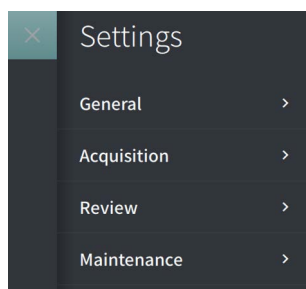 Settings
General
Acquisition
Review
Maintenance